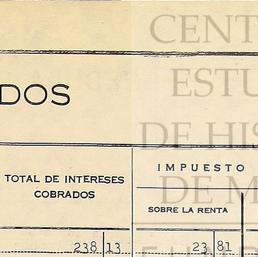 CENT
ESTU
DOS
DE HIS
IMPUESTO
TOTAL DE INTERESES
COBRADOS
DE M
SOBRE LA RENTA
238 13
23 81